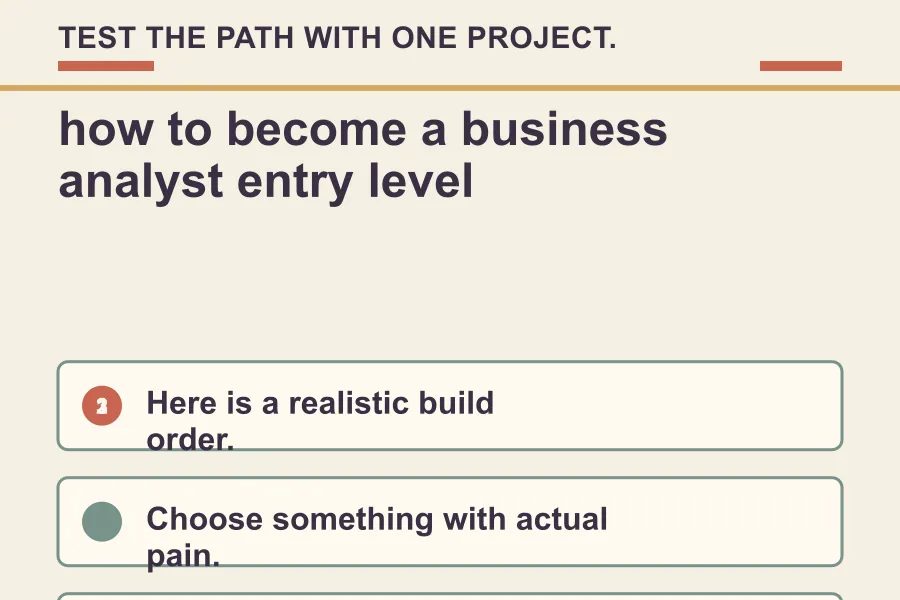 TEST THE PATH WITH ONE PROJECT.
how to become a business
analyst entry level
Here is a realistic build
order.
Choose something with actual
pain.